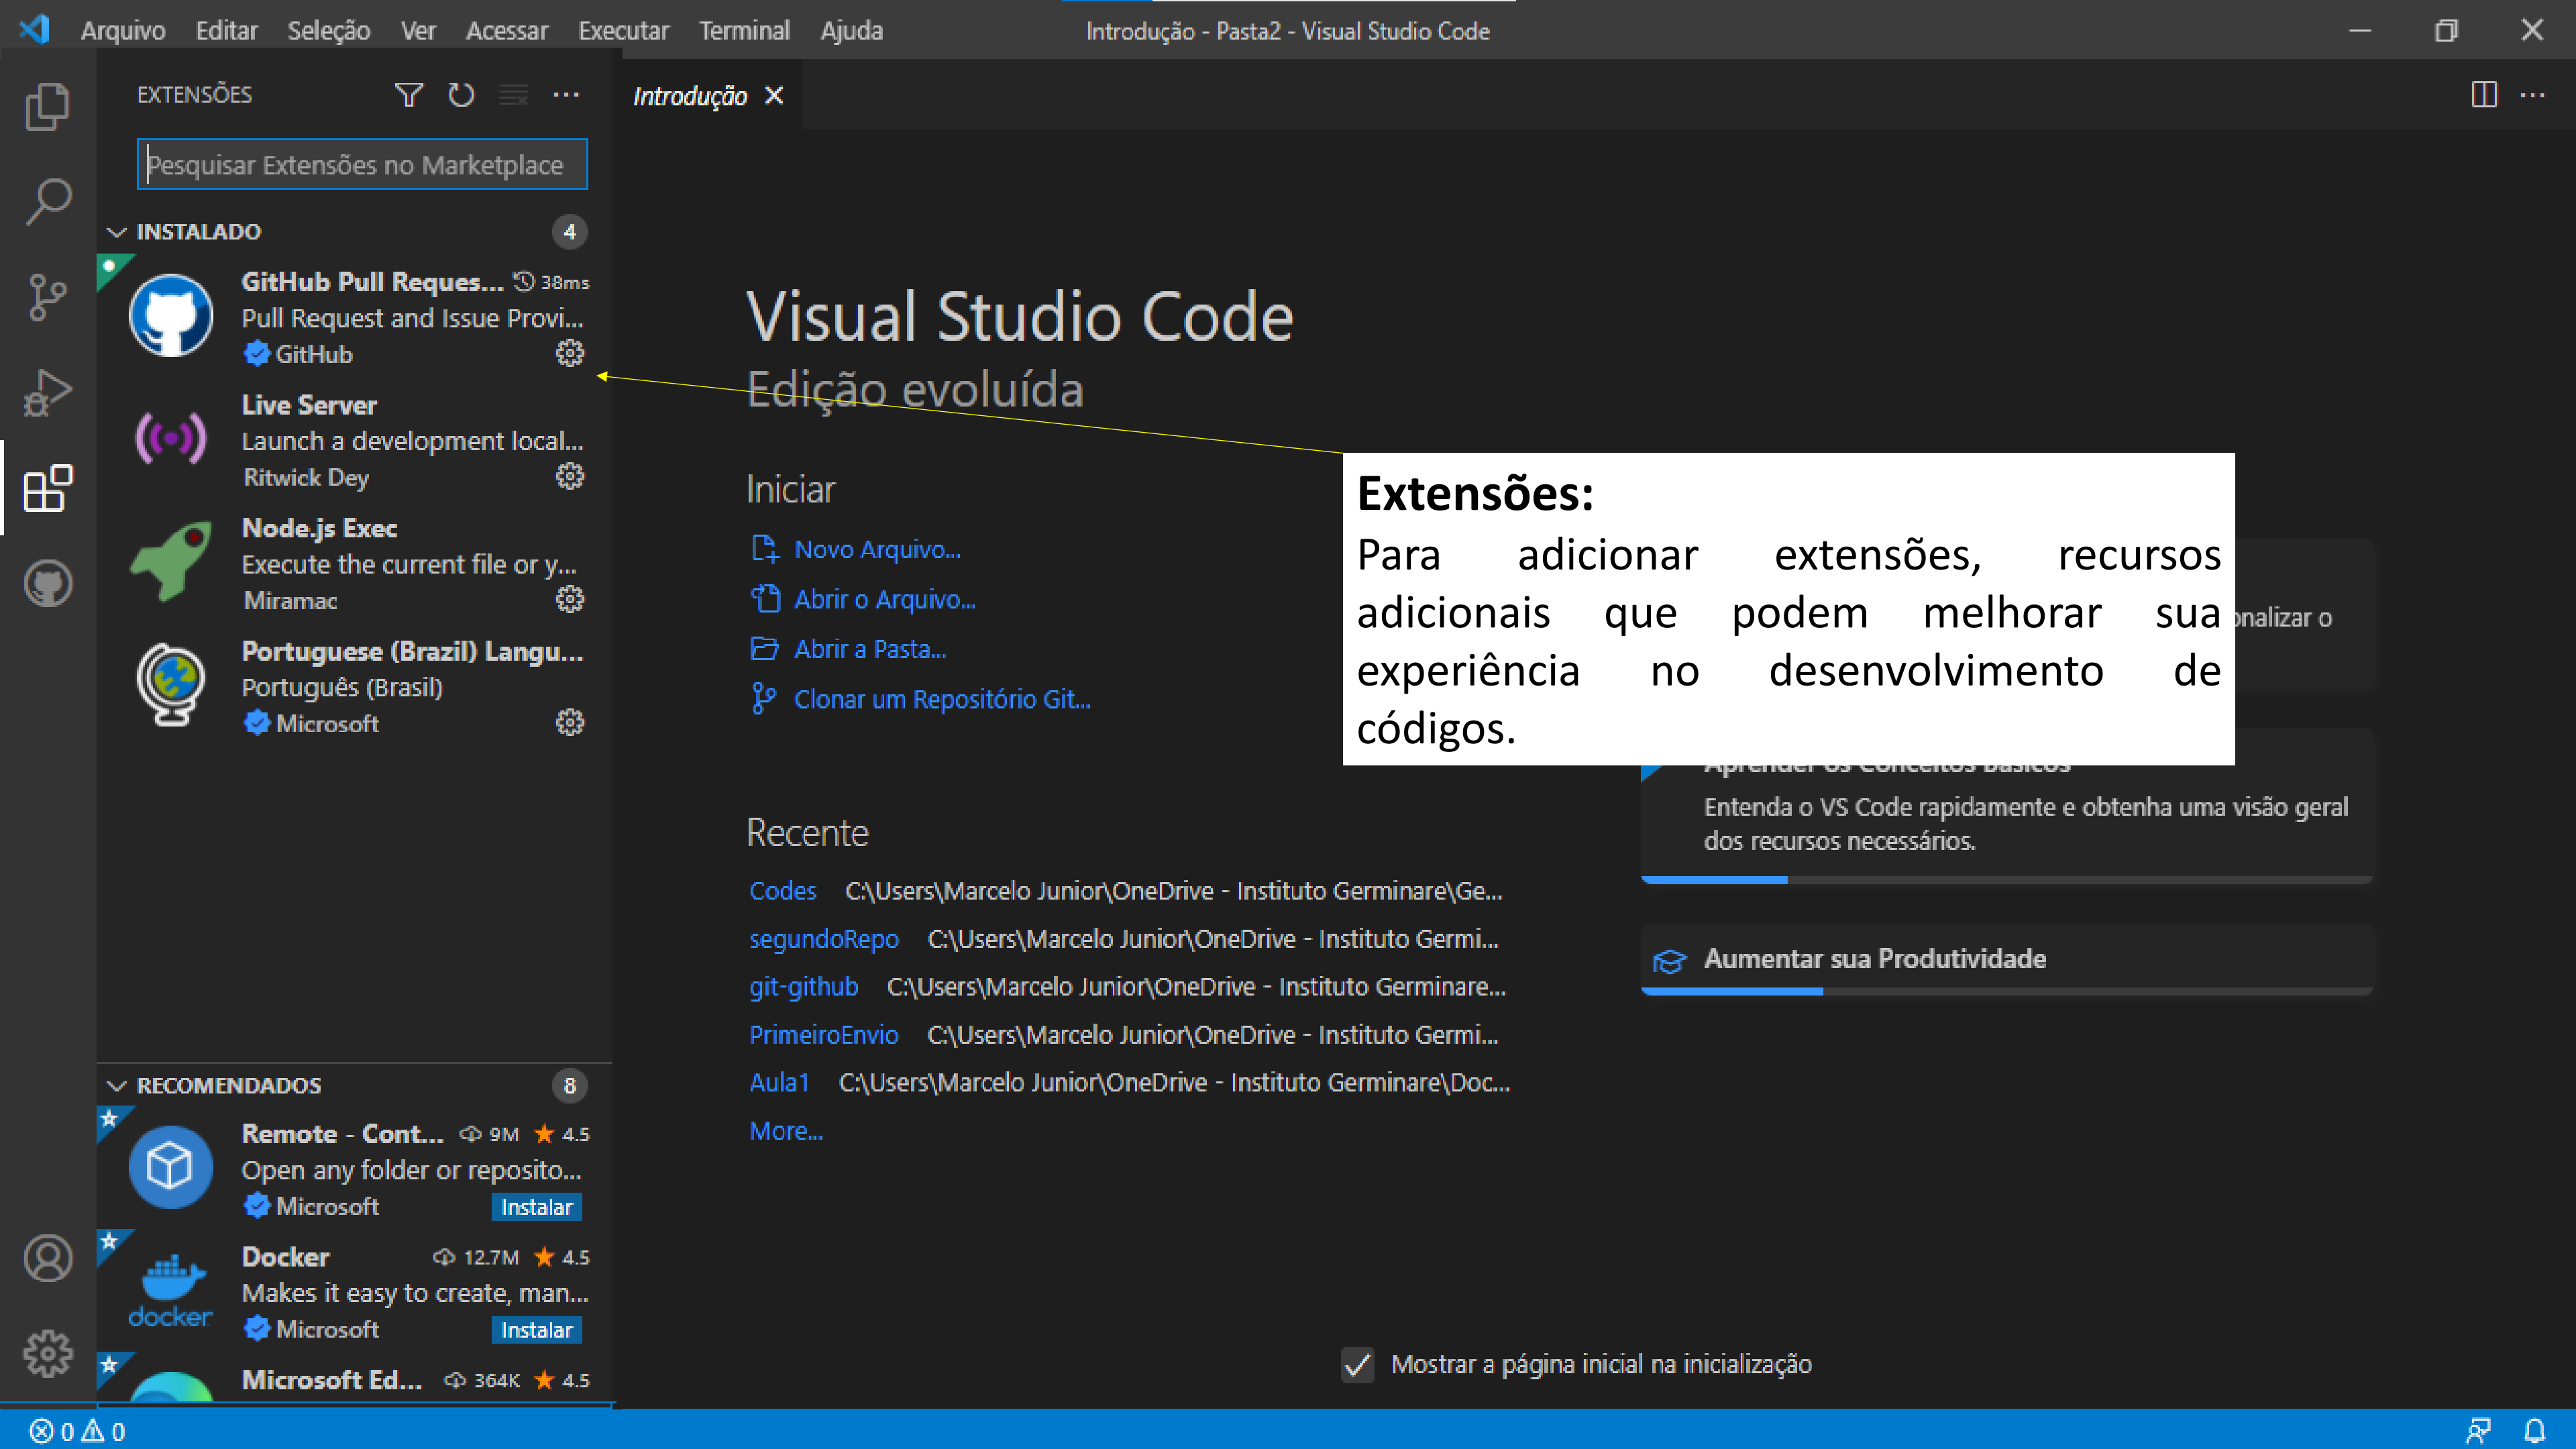 Arquivo Editar Seleção Ver Acessar Executar Terminal Ajuda
Introdução - Pasta2 - Visual Studio Code
EXTENSÕES
Pesquisar Extensões no Marketplace
INSTALADO 4
GitHub Pull Reques... 38ms
Pull Request and Issue Provi...
GitHub
Live Server
Launch a development local...
Ritwick Dey
Node.js Exec
Execute the current file or y...
Miramac
Portuguese (Brazil) Langu...
Português (Brasil)
Microsoft
RECOMENDADOS 8
Remote - Cont... 9M 4.5
Open any folder or reposito...
Microsoft Instalar
Docker 12.7M 4.5
Makes it easy to create, man...
docker
Microsoft Instalar
Microsoft Ed... 364K 4.5
Introdução
Visual Studio Code
Edição evoluída
Iniciar
Novo Arquivo...
Abrir o Arquivo...
Abrir a Pasta...
Clonar um Repositório Git...
Recente
Codes C:\Users\Marcelo Junior\OneDrive - Instituto Germinare\Ge...
segundoRepo C:\Users\Marcelo Junior\OneDrive - Instituto Germi...
git-github C:\Users\Marcelo Junior\OneDrive - Instituto Germinare...
PrimeiroEnvio C:\Users\Marcelo Junior\OneDrive - Instituto Germi...
Aula1 C:\Users\Marcelo Junior\OneDrive - Instituto Germinare\Doc...
More...
Extensões:
Para adicionar extensões, recursos
adicionais que podem melhorar sua
experiência no desenvolvimento de
códigos.
Aprender os Conceitos Básicos
Entenda o VS Code rapidamente e obtenha uma visão geral
dos recursos necessários.
Aumentar sua Produtividade
Mostrar a página inicial na inicialização
0 0